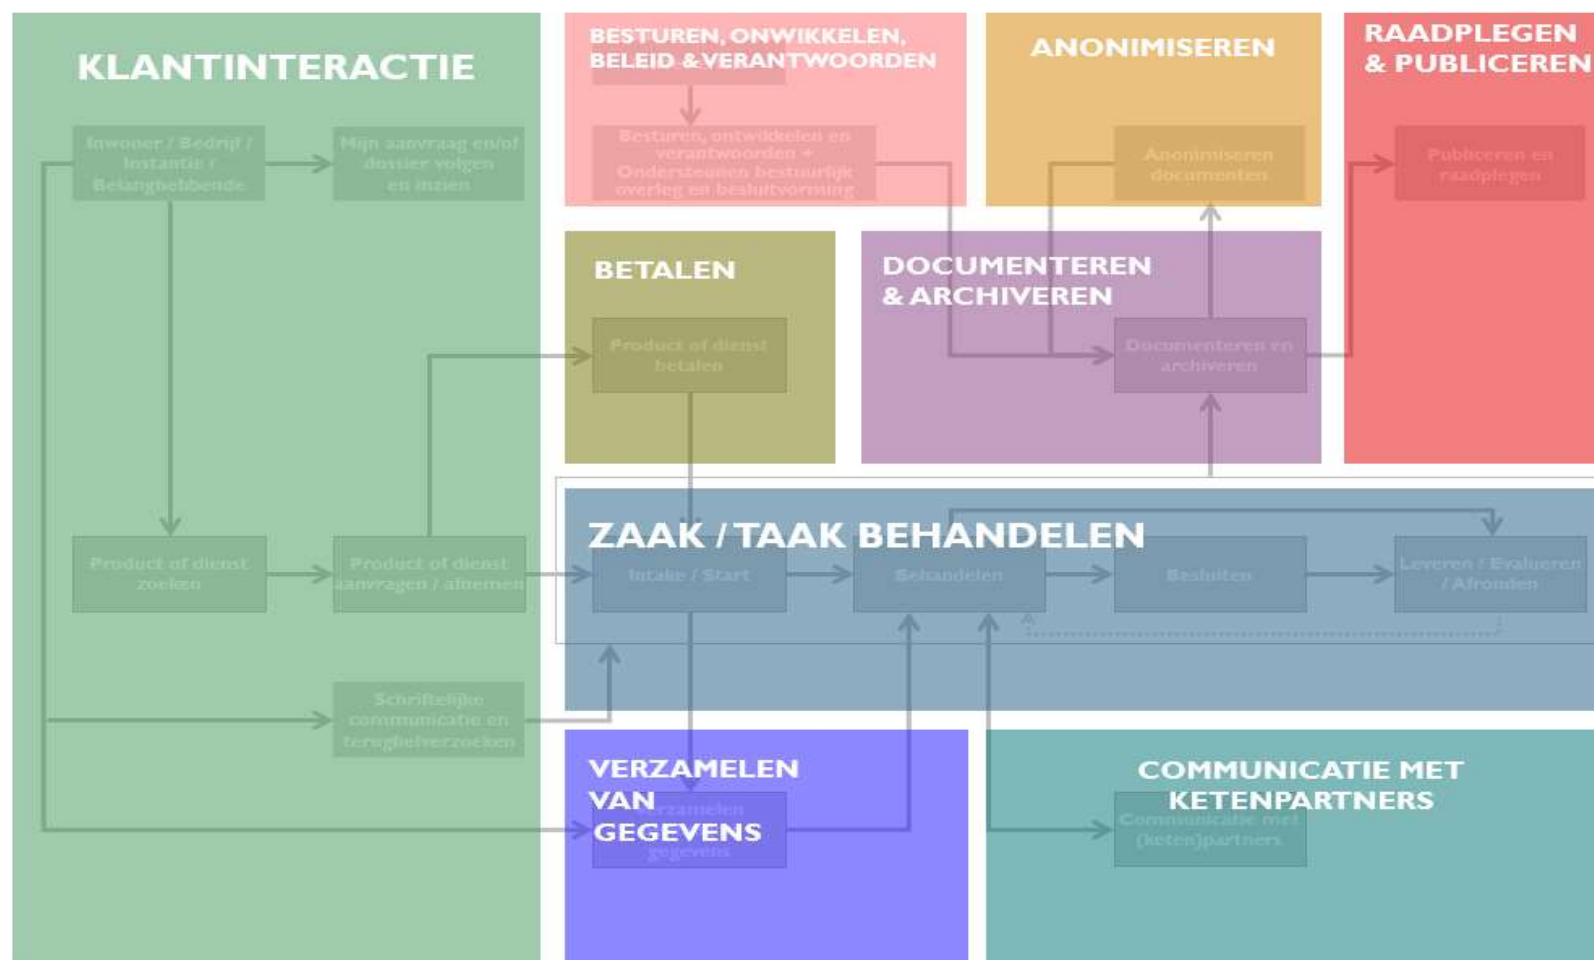 KLANTINTERACTIE
Inwoner / Bedrijf /
Instantie /
Belanghebbende
Mijn aanvraag en/of
dossier volgen
en inzien
Product of dienst
zoeken
Product of dienst
aanvragen / afnemen
Schriftelijke
communicatie en
terugbelverzoeken
BESTUREN, ONWIKKELEN,
BELEID & VERANTWOORDEN
Besturen, ontwikkelen en
verantwoorden +
Ondersteunen bestuurlijk
overleg en besluitvorming
ANONIMISEREN
Anonimiseren
documenten
RAADPLEGEN
& PUBLICEREN
Publiceren en
raadplegen
BETALEN
Product of dienst
betalen
DOCUMENTEREN
& ARCHIVEREN
Documenteren en
archiveren
ZAAK / TAAK BEHANDELEN
Intake / Start
Behandelen
Besluiten
Leveren / Evalueren
/ Afronden
VERZAMELEN
VAN
GEGEVENS
Verzamelen
gegevens
COMMUNICATIE MET
KETENPARTNERS
Communicatie met
(keten)partners